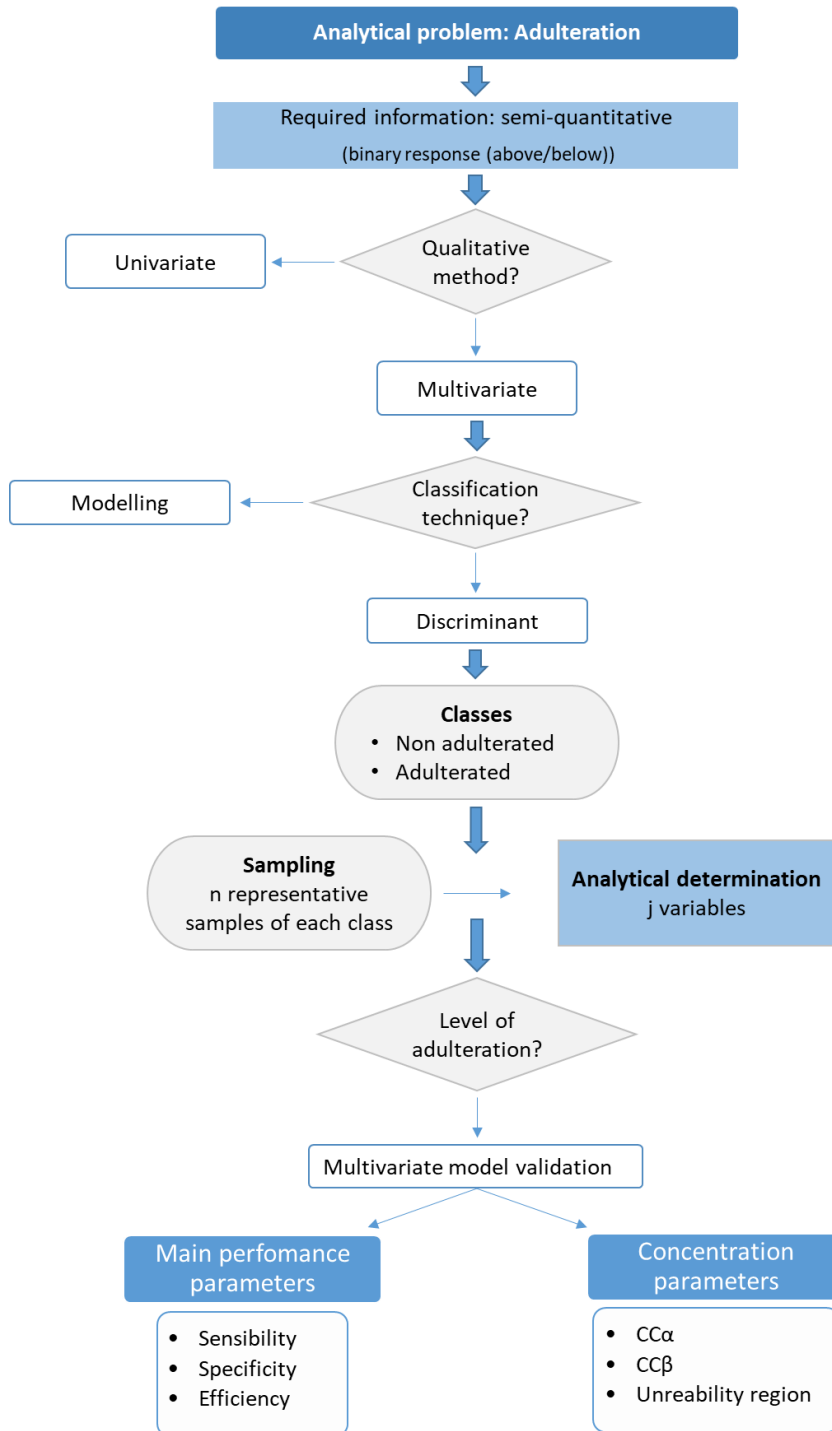 Analytical problem: Adulteration
Required information: semi-quantitative
(binary response (above/below))
Qualitative
method?
Univariate
Multivariate
Classification
technique?
Modelling
Discriminant
Classes
• Non adulterated
• Adulterated
Sampling
n representative
samples of each class
Analytical determination
j variables
Level of
adulteration?
Multivariate model validation
Main perfomance
parameters
• Sensibility
• Specificity
• Efficiency
Concentration
parameters
• CCα
• CCβ
• Unreability region